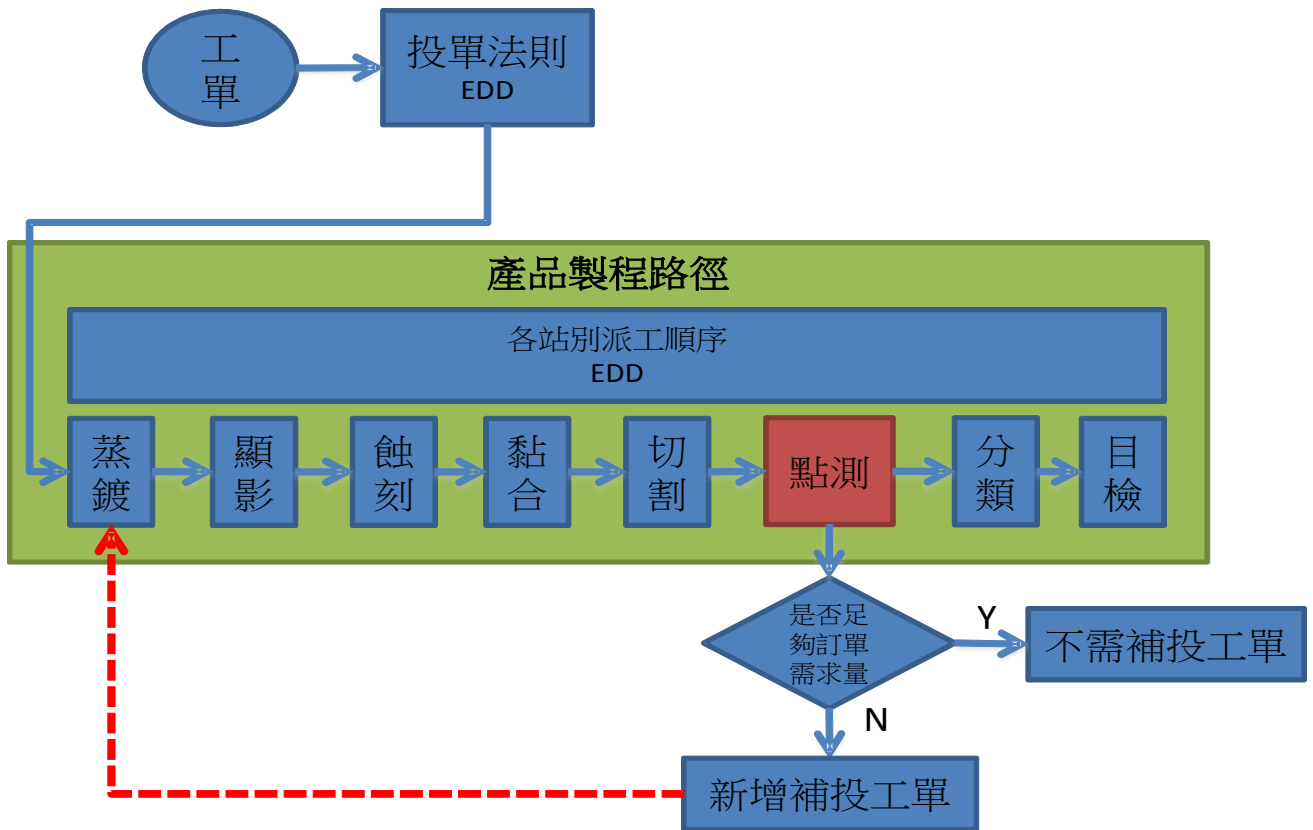 工
單
投單法則
EDD
產品製程路徑
各站別派工順序
EDD
蒸
鍍
顯
影
蝕
刻
黏
合
切
割
點測
分
類
目
檢
是否足
夠訂單
需求量
Y
不需補投工單
N
新增補投工單